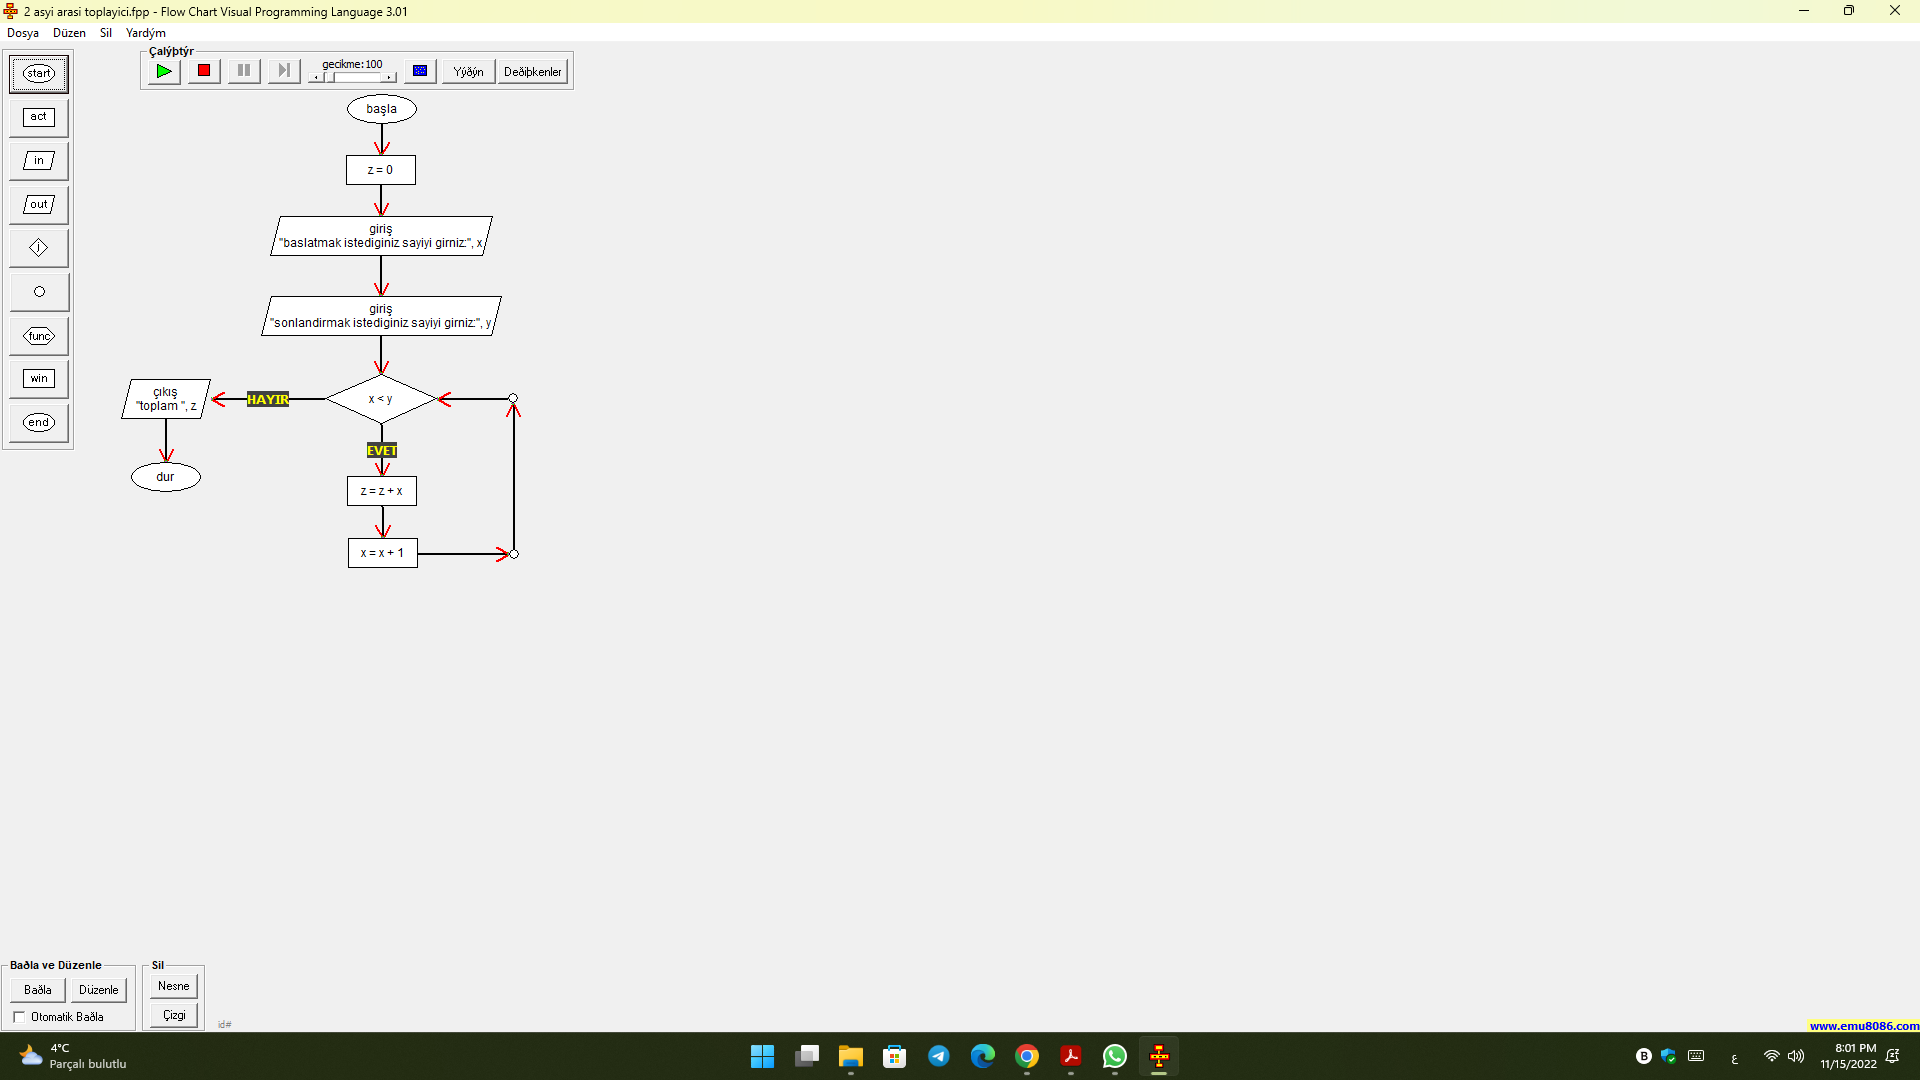 2 asyi arasi toplayici.fpp - Flow Chart Visual Programming Language 3.01
Dosya Düzen Sil Yardým
Çalýþtýr
gecikme:100
Yýðýn
Deðiþkenler
start
act
in
out
j
func
win
end
başla
z = 0
giriş
"baslatmak istediginiz sayiyi girniz:", x
giriş
"sonlandirmak istediginiz sayiyi girniz:", y
x < y
HAYIR
çıkış
"toplam ", z
dur
EVET
z = z + x
x = x + 1
Baðla ve Düzenle
Baðla
Düzenle
Otomatik Baðla
Sil
Nesne
Çizgi
id#
www.emu8086.com
4°C
Parçalı bulutlu
B
ع
8:01 PM
11/15/2022